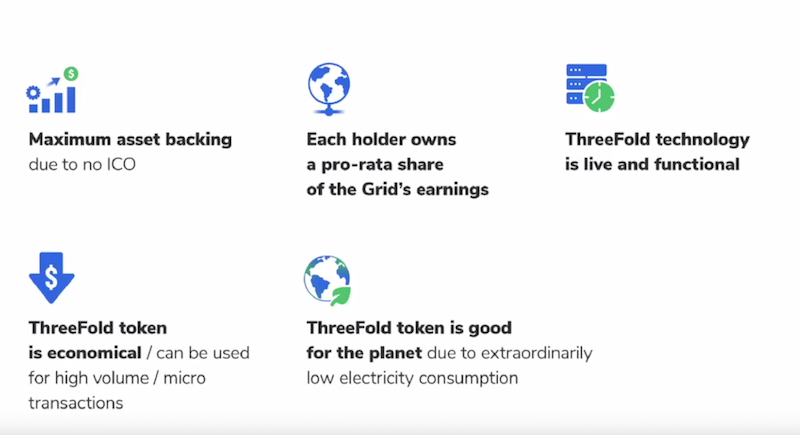 Maximum asset backing
due to no ICO
Each holder owns
a pro-rata share
of the Grid's earnings
ThreeFold technology
is live and functional
ThreeFold token
is economical / can be used
for high volume / micro
transactions
ThreeFold token is good
for the planet due to extraordinarily
low electricity consumption